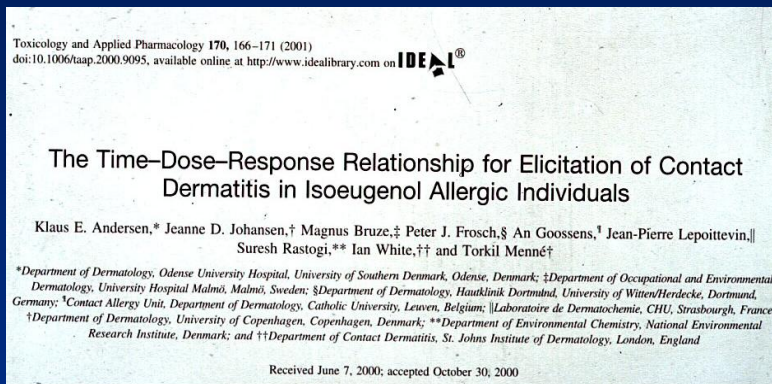 Toxicology and Applied Pharmacology 170, 166–171 (2001)
doi:10.1006/taap.2000.9095, available online at http://www.idealibrary.com on IDEAL®
The Time–Dose–Response Relationship for Elicitation of Contact
Dermatitis in Isoeugenol Allergic Individuals
Klaus E. Andersen,* Jeanne D. Johansen,† Magnus Bruze,‡ Peter J. Frosch,§ An Goossens,¶ Jean-Pierre Lepoittevin,‖
Suresh Rastogi,** Ian White,†† and Torkil Menné†
*Department of Dermatology, Odense University Hospital, University of Southern Denmark, Odense, Denmark; ‡Department of Occupational and Environmental
Dermatology, University Hospital Malmö, Malmö, Sweden; §Department of Dermatology, Hautklinik Dortmund, University of Witten/Herdecke, Dortmund,
Germany; ¶Contact Allergy Unit, Department of Dermatology, Catholic University, Leuven, Belgium; ‖Laboratoire de Dermatochemie, CHU, Strasbourgh, France
†Department of Dermatology, University of Copenhagen, Copenhagen, Denmark; **Department of Environmental Chemistry, National Environmental
Research Institute, Denmark; and ††Department of Contact Dermatitis, St. Johns Institute of Dermatology, London, England
Received June 7, 2000; accepted October 30, 2000